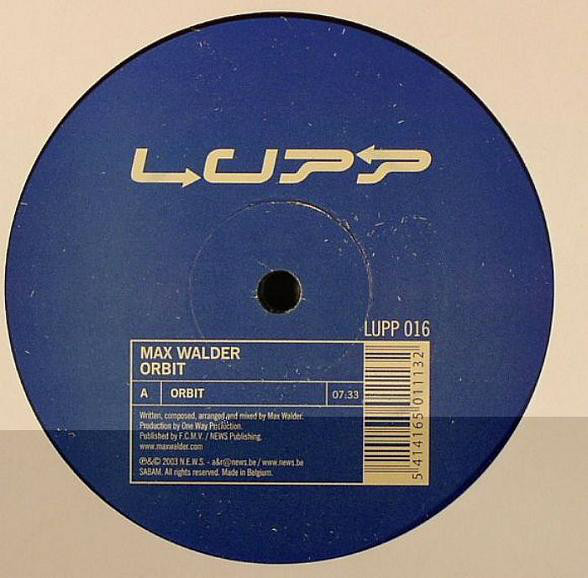 LUPP
LUPP 016
MAX WALDER
ORBIT
A ORBIT 07:33
Written, composed, arranged and mixed by Max Walder.
Production by One Way Production.
Published by F.C.M.V. / NEWS Publishing.
www.maxwalder.com
℗&© 2003 N.E.W.S. - a&r@news.be / www.news.be
SABAM. All rights reserved. Made in Belgium.
5 414165 011132